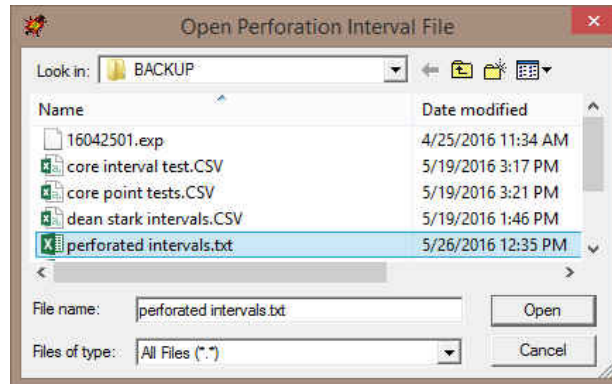 Open Perforation Interval File
Look in: BACKUP
Name Date modified
16042501.exp 4/25/2016 11:34 AM
core interval test.CSV 5/19/2016 3:17 PM
core point tests.CSV 5/19/2016 3:21 PM
dean stark intervals.CSV 5/19/2016 1:46 PM
perforated intervals.txt 5/26/2016 12:35 PM
File name: perforated intervals.txt Open
Files of type: All Files (*.*) Cancel